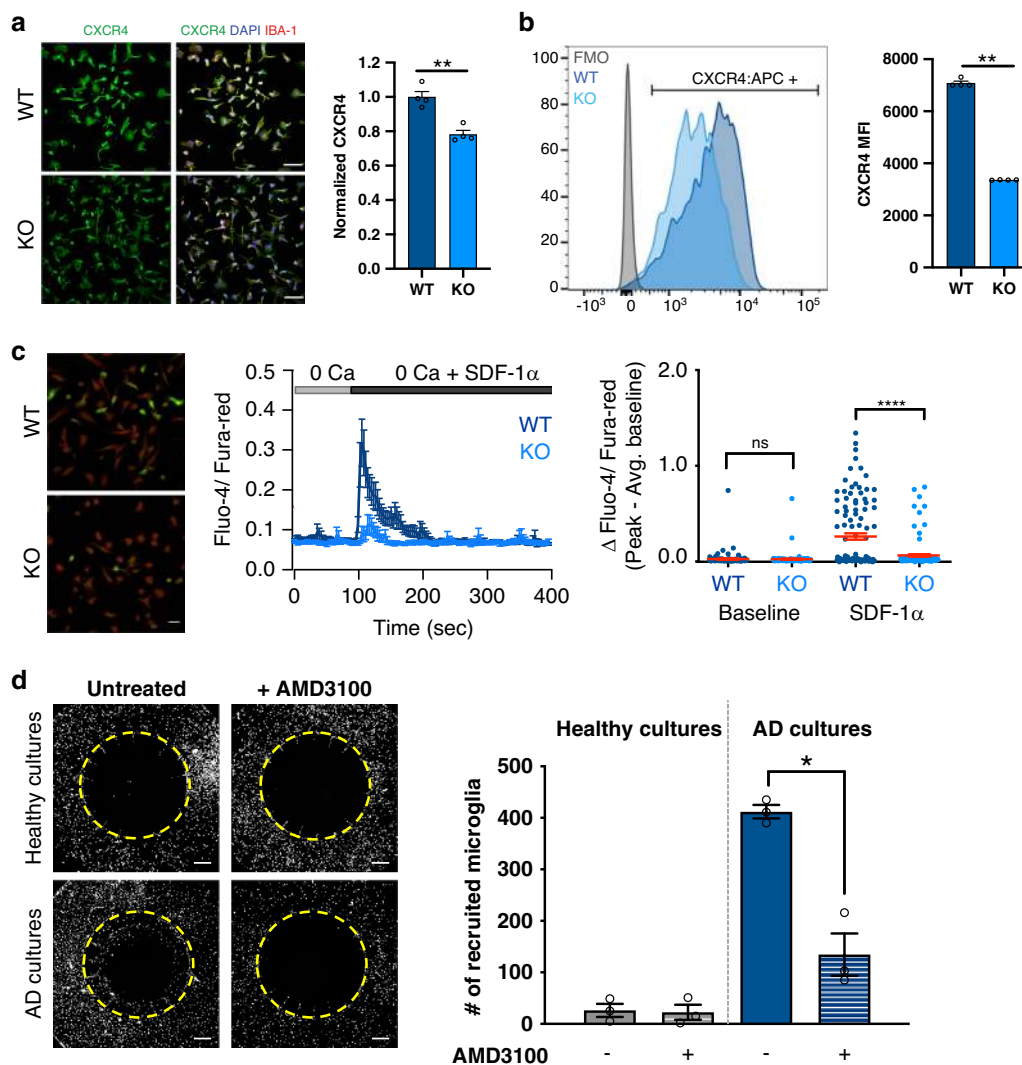 a
CXCR4
CXCR4 DAPI IBA-1
WT
KO
Normalized CXCR4
1.2
1.0
0.8
0.6
0.4
0.2
0.0
**
WT KO
b
FMO
WT
KO
CXCR4:APC +
100
80
60
40
20
0
-10³ 0 10³ 10⁴ 10⁵
CXCR4 MFI
8000
6000
4000
2000
0
**
WT KO
c
WT
KO
Fluo-4/ Fura-red
0.5
0.4
0.3
0.2
0.1
0.0
0 Ca
0 Ca + SDF-1α
WT
KO
0 100 200 300 400
Time (sec)
Δ Fluo-4/ Fura-red
(Peak - Avg. baseline)
2.0
1.0
0.0
ns
****
WT KO WT KO
Baseline SDF-1α
d
Untreated + AMD3100
Healthy cultures
AD cultures
Healthy cultures AD cultures
# of recruited microglia
500
400
300
200
100
0
*
AMD3100 - + - +